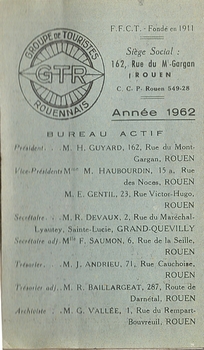 F.F.C.T. - Fondé en 1911
GROUPE DE TOURISTES
GTR
ROUENNAIS
Siège Social :
162, Rue du Mt-Gargan
ROUEN
C. C. P. Rouen 549-28
Année 1962
BUREAU ACTIF
Président . . M. H. GUYARD, 162, Rue du Mont-
Gargan, ROUEN
Vice-Présidents Mme M. HAUBOURDIN, 15 a, Rue
des Noces, ROUEN
M. E. GENTIL, 23, Rue Victor-Hugo,
ROUEN
Secrétaire . . M. R. DEVAUX, 2, Rue du Maréchal-
Lyautey, Sainte-Lucie, GRAND-QUEVILLY
Secrétaire adj. Mlle F. SAUMON, 6, Rue de la Seille,
ROUEN
Trésorier . . M. J. ANDRIEU, 71, Rue Cauchoise,
ROUEN
Trésorier adj. M. R. BAILLARGEAT, 287, Route de
Darnétal, ROUEN
Archiviste . . M. G. VALLÉE, 1, Rue du Rempart-
Bouvreuil, ROUEN